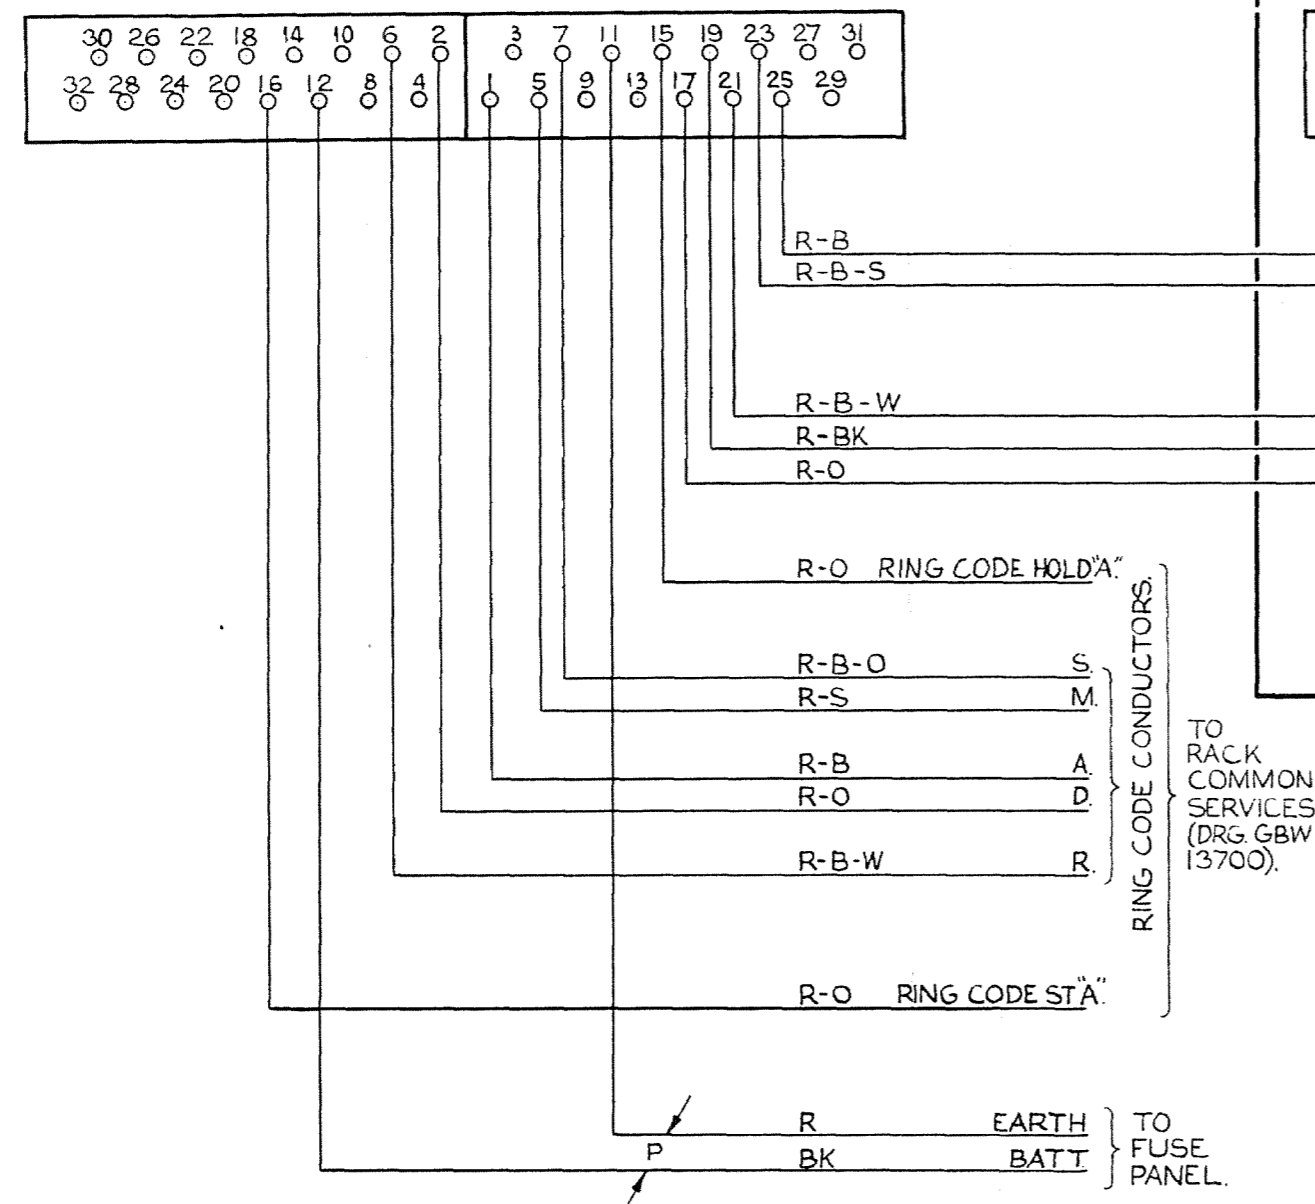 30 26 22 18 14 10 6 2 3 7 11 15 19 23 27 31
32 28 24 20 16 12 8 4 1 5 9 13 17 21 25 29
R-B
R-B-S
R-B-W
R-BK
R-O
R-O RING CODE HOLD "A".
R-B-O S.
R-S M.
R-B A.
R-O D.
R-B-W R.
RING CODE CONDUCTORS.
TO
RACK
COMMON
SERVICES
(DRG. GBW
13700).
R-O RING CODE ST "A".
R EARTH
P
BK BATT
TO
FUSE
PANEL.